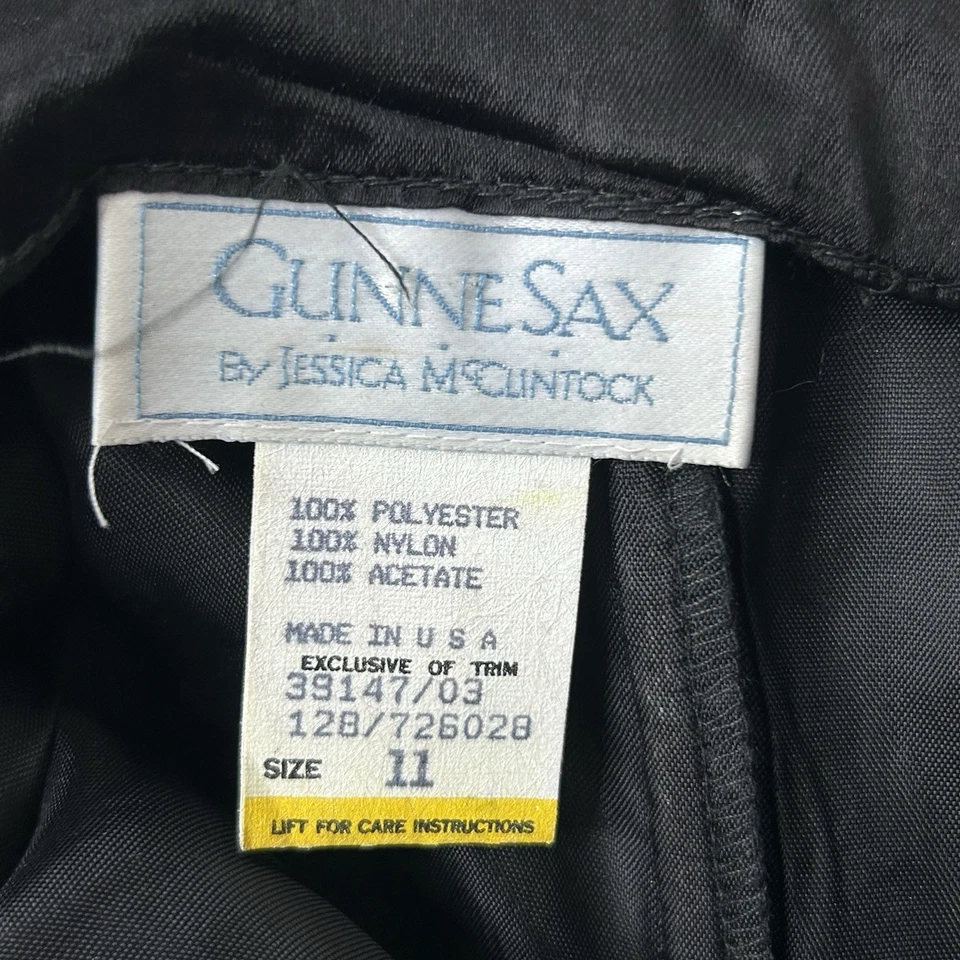 GUNNE SAX
BY JESSICA McCLINTOCK
100% POLYESTER
100% NYLON
100% ACETATE
MADE IN U S A
EXCLUSIVE OF TRIM
39147/03
128/726028
SIZE 11
LIFT FOR CARE INSTRUCTIONS